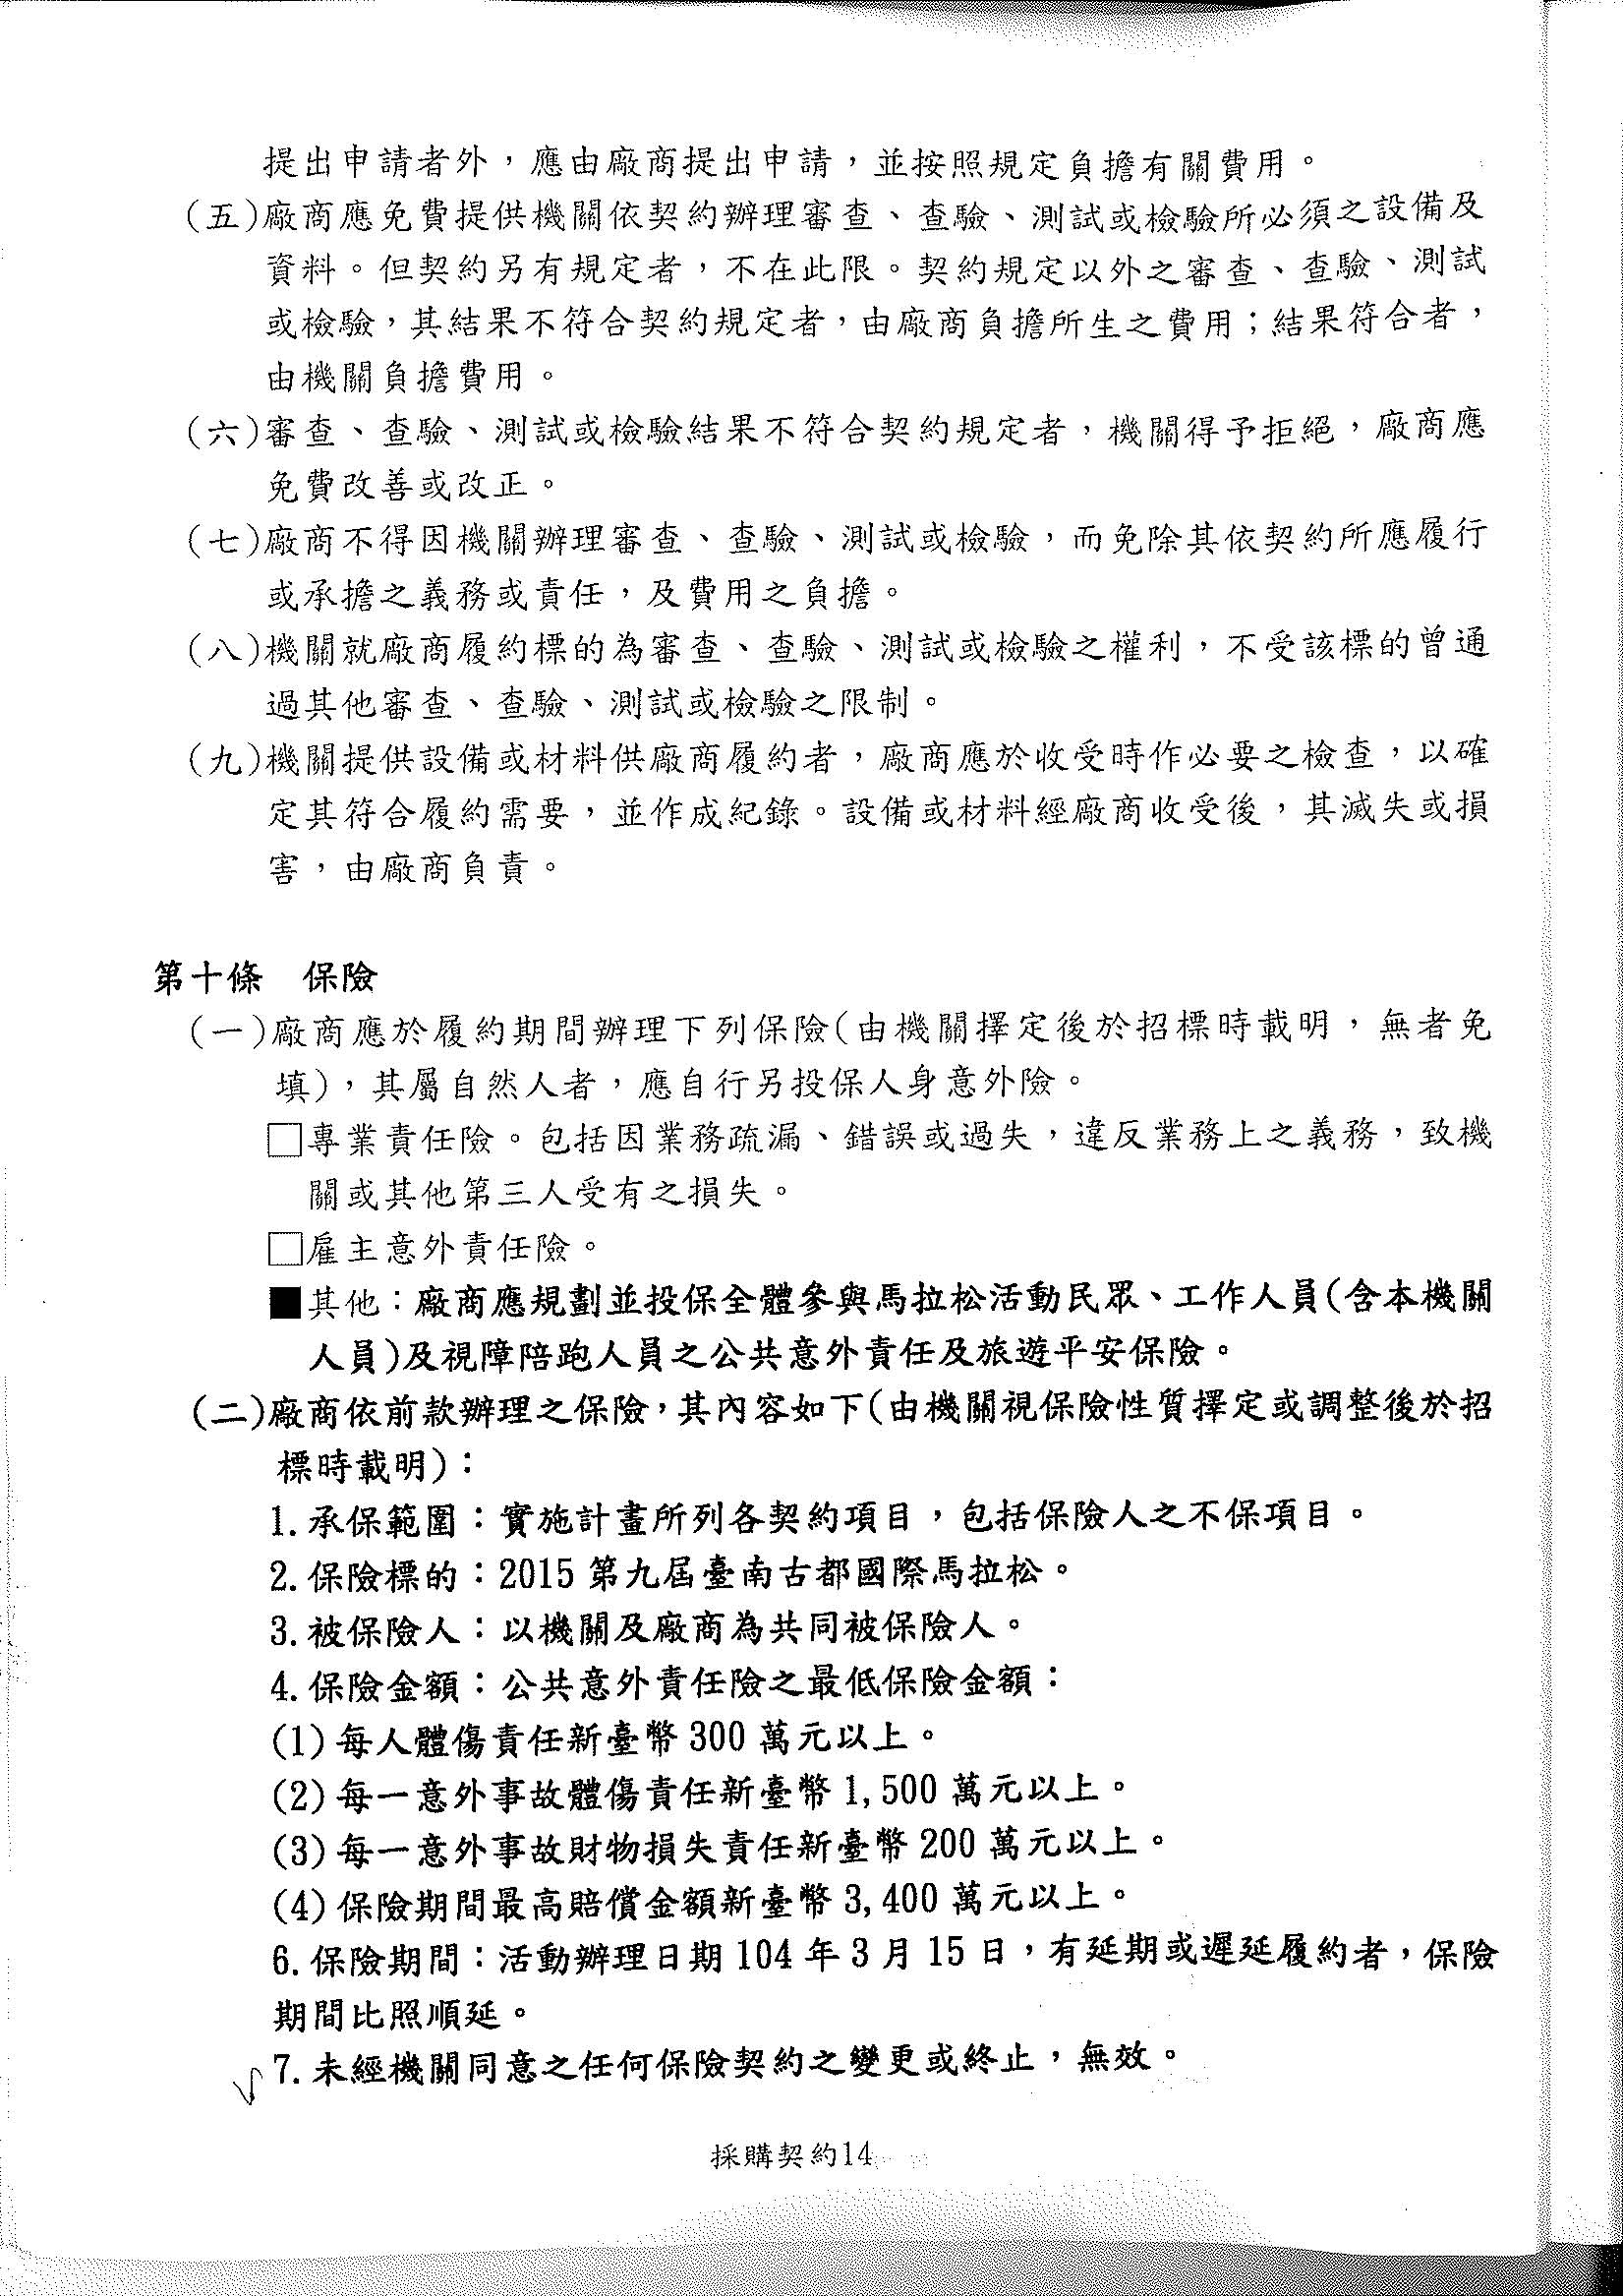 提出申請者外，應由廠商提出申請，並按照規定負擔有關費用。
(五)廠商應免費提供機關依契約辦理審查、查驗、測試或檢驗所必須之設備及
資料。但契約另有規定者，不在此限。契約規定以外之審查、查驗、測試
或檢驗，其結果不符合契約規定者，由廠商負擔所生之費用；結果符合者，
由機關負擔費用。
(六)審查、查驗、測試或檢驗結果不符合契約規定者，機關得予拒絕，廠商應
免費改善或改正。
(七)廠商不得因機關辦理審查、查驗、測試或檢驗，而免除其依契約所應履行
或承擔之義務或責任，及費用之負擔。
(八)機關就廠商履約標的為審查、查驗、測試或檢驗之權利，不受該標的曾通
過其他審查、查驗、測試或檢驗之限制。
(九)機關提供設備或材料供廠商履約者，廠商應於收受時作必要之檢查，以確
定其符合履約需要，並作成紀錄。設備或材料經廠商收受後，其滅失或損
害，由廠商負責。
第十條　保險
(一)廠商應於履約期間辦理下列保險(由機關擇定後於招標時載明，無者免
填)，其屬自然人者，應自行另投保人身意外險。
□專業責任險。包括因業務疏漏、錯誤或過失，違反業務上之義務，致機
關或其他第三人受有之損失。
□雇主意外責任險。
■其他：廠商應規劃並投保全體參與馬拉松活動民眾、工作人員(含本機關
人員)及視障陪跑人員之公共意外責任及旅遊平安保險。
(二)廠商依前款辦理之保險，其內容如下(由機關視保險性質擇定或調整後於招
標時載明)：
1.承保範圍：實施計畫所列各契約項目，包括保險人之不保項目。
2.保險標的：2015 第九屆臺南古都國際馬拉松。
3.被保險人：以機關及廠商為共同被保險人。
4.保險金額：公共意外責任險之最低保險金額：
(1)每人體傷責任新臺幣 300 萬元以上。
(2)每一意外事故體傷責任新臺幣 1,500 萬元以上。
(3)每一意外事故財物損失責任新臺幣 200 萬元以上。
(4)保險期間最高賠償金額新臺幣 3,400 萬元以上。
6.保險期間：活動辦理日期 104 年 3 月 15 日，有延期或遲延履約者，保險
期間比照順延。
7.未經機關同意之任何保險契約之變更或終止，無效。
採購契約14